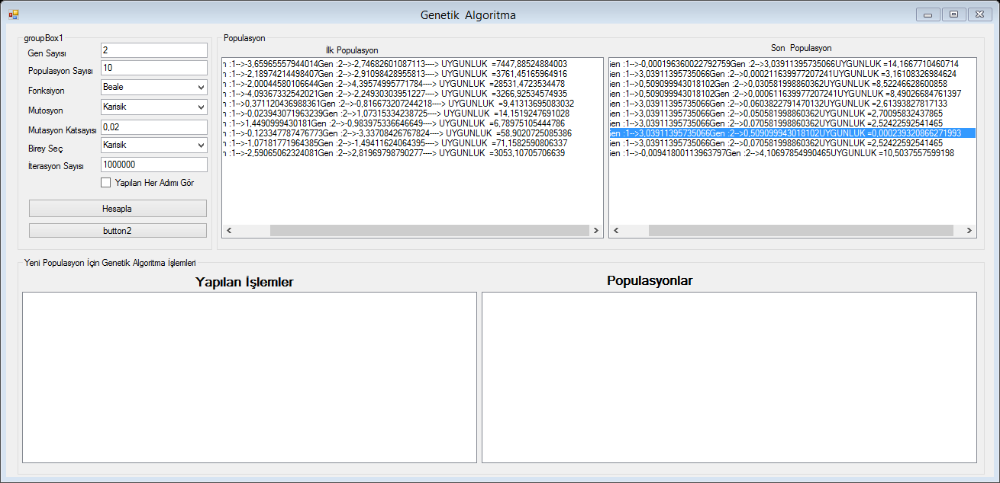 Genetik Algoritma
groupBox1
Gen Sayısı
2
Populasyon Sayısı
10
Fonksiyon
Beale
Mutosyon
Karisik
Mutasyon Katsayısı
0,02
Birey Seç
Karisik
İterasyon Sayısı
1000000
Yapılan Her Adımı Gör
Hesapla
button2
Populasyon
İlk Populasyon
n :1-->3,65965557944014Gen :2-->2,74682601087113----> UYGUNLUK =7447,88524884003
n :1-->2,18974214498407Gen :2-->2,91098428955813----> UYGUNLUK =3761,45165964916
n :1-->2,00044580106644Gen :2-->4,39574995771784----> UYGUNLUK =28531,4723534478
n :1-->4,09367332542021Gen :2-->2,24930303951227----> UYGUNLUK =3266,92534574935
n :1-->0,371120436988361Gen :2-->0,816673207244218----> UYGUNLUK =9,41313695083032
n :1-->0,023943071963239Gen :2-->1,07315334238725----> UYGUNLUK =14,1519247691028
n :1-->1,4490999430181Gen :2-->0,983975336646649----> UYGUNLUK =6,78975105444786
n :1-->0,123347787476773Gen :2-->3,33708426767824----> UYGUNLUK =58,9020725085386
n :1-->1,07181771964385Gen :2-->1,49411624064395----> UYGUNLUK =71,1582590806337
n :1-->2,59065062324081Gen :2-->2,81969798790277----> UYGUNLUK =3053,10705706639
Son Populasyon
Gen :1-->0,000196360022792759Gen :2-->3,03911395735066UYGUNLUK =14,1667710460714
Gen :1-->3,03911395735066Gen :2-->0,000211639977207241UYGUNLUK =3,16108326984624
Gen :1-->0,509099943018102Gen :2-->0,030581998860362UYGUNLUK =8,52246628600858
Gen :1-->0,509099943018102Gen :2-->0,000611639977207241UYGUNLUK =8,49026684761397
Gen :1-->3,03911395735066Gen :2-->0,0603822791470132UYGUNLUK =2,61393827817133
Gen :1-->3,03911395735066Gen :2-->0,050581998860362UYGUNLUK =2,70095832437865
Gen :1-->3,03911395735066Gen :2-->0,070581998860362UYGUNLUK =2,52422592541465
Gen :1-->3,03911395735066Gen :2-->0,509099943018102UYGUNLUK =0,000239320866271993
Gen :1-->3,03911395735066Gen :2-->0,070581998860362UYGUNLUK =2,52422592541465
Gen :1-->0,00941800113963797Gen :2-->4,10697854990465UYGUNLUK =10,5037557599198
Yeni Populasyon İçin Genetik Algoritma İşlemleri
Yapılan İşlemler
Populasyonlar